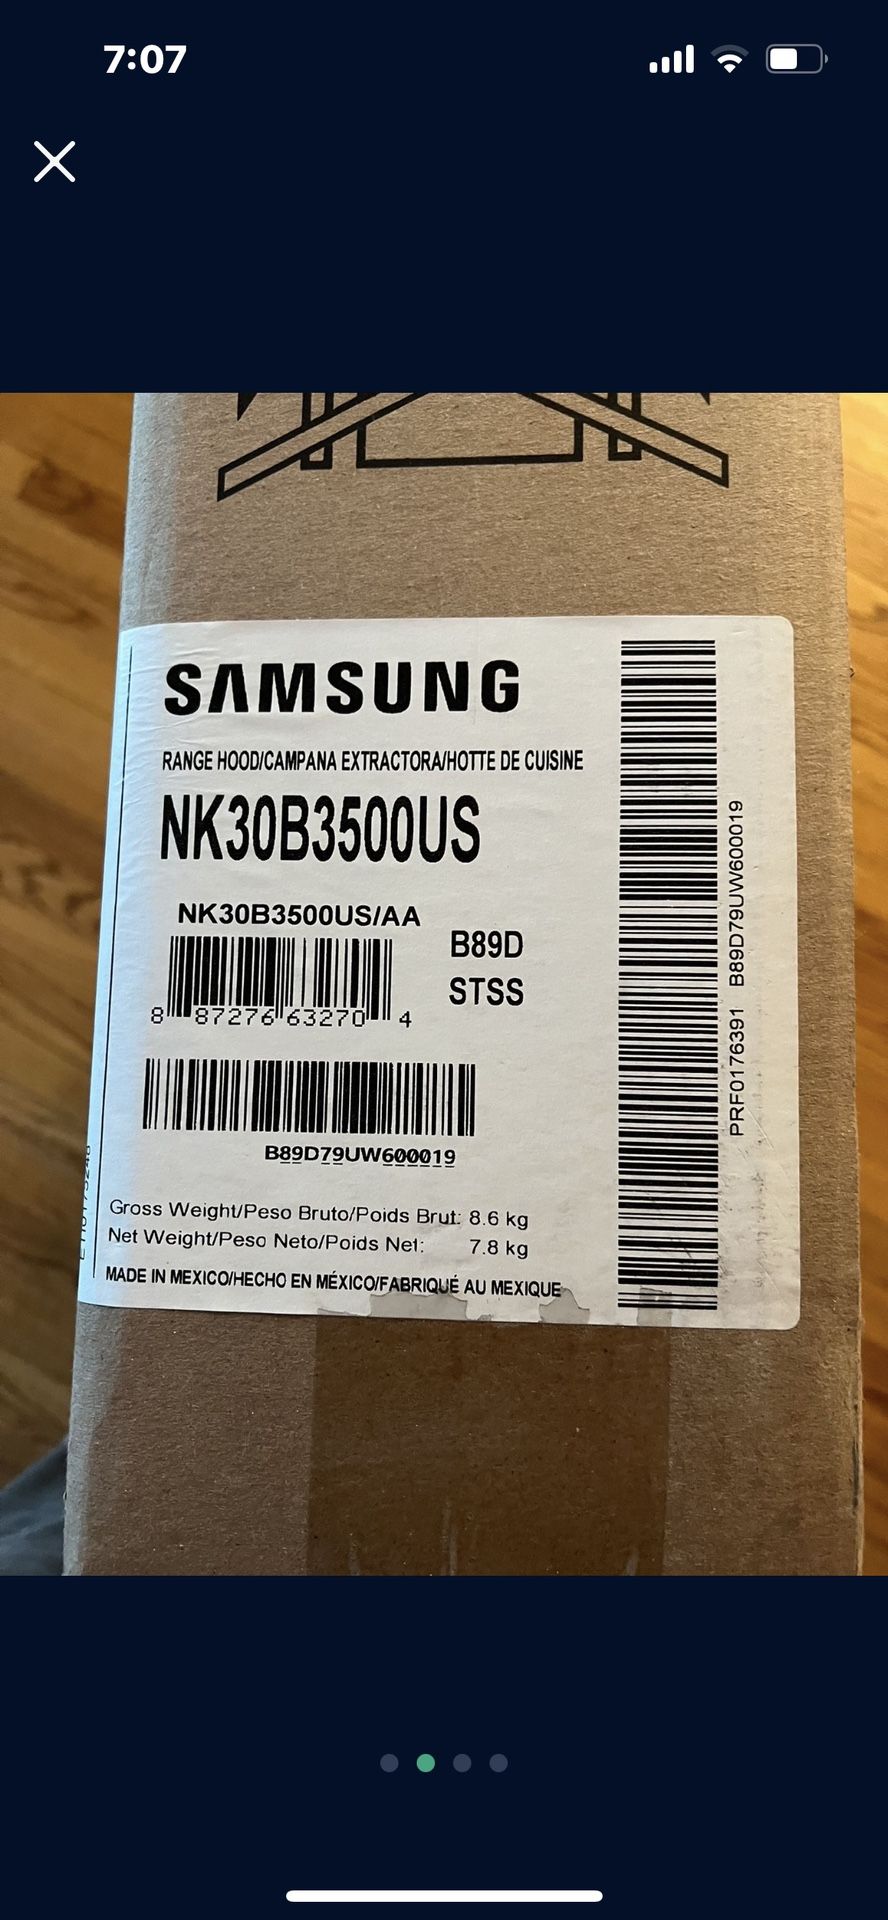 7:07
SAMSUNG
RANGE HOOD/CAMPANA EXTRACTORA/HOTTE DE CUISINE
NK30B3500US
NK30B3500US/AA
B89D
STSS
8 87276 63270 4
B89D79UW600019
Gross Weight/Peso Bruto/Poids Brut: 8.6 kg
Net Weight/Peso Neto/Poids Net: 7.8 kg
MADE IN MEXICO/HECHO EN MÉXICO/FABRIQUÉ AU MEXIQUE
PRF0176391 B89D79UW600019